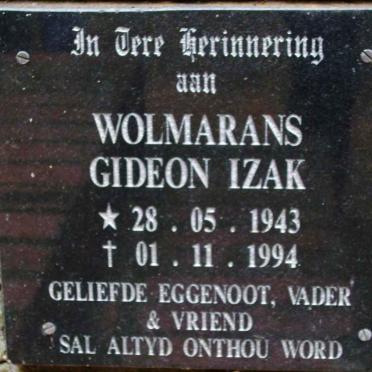 In Tere Herinnering
aan
WOLMARANS
GIDEON IZAK
★ 28 . 05 . 1943
† 01 . 11 . 1994
GELIEFDE EGGENOOT, VADER
& VRIEND
SAL ALTYD ONTHOU WORD